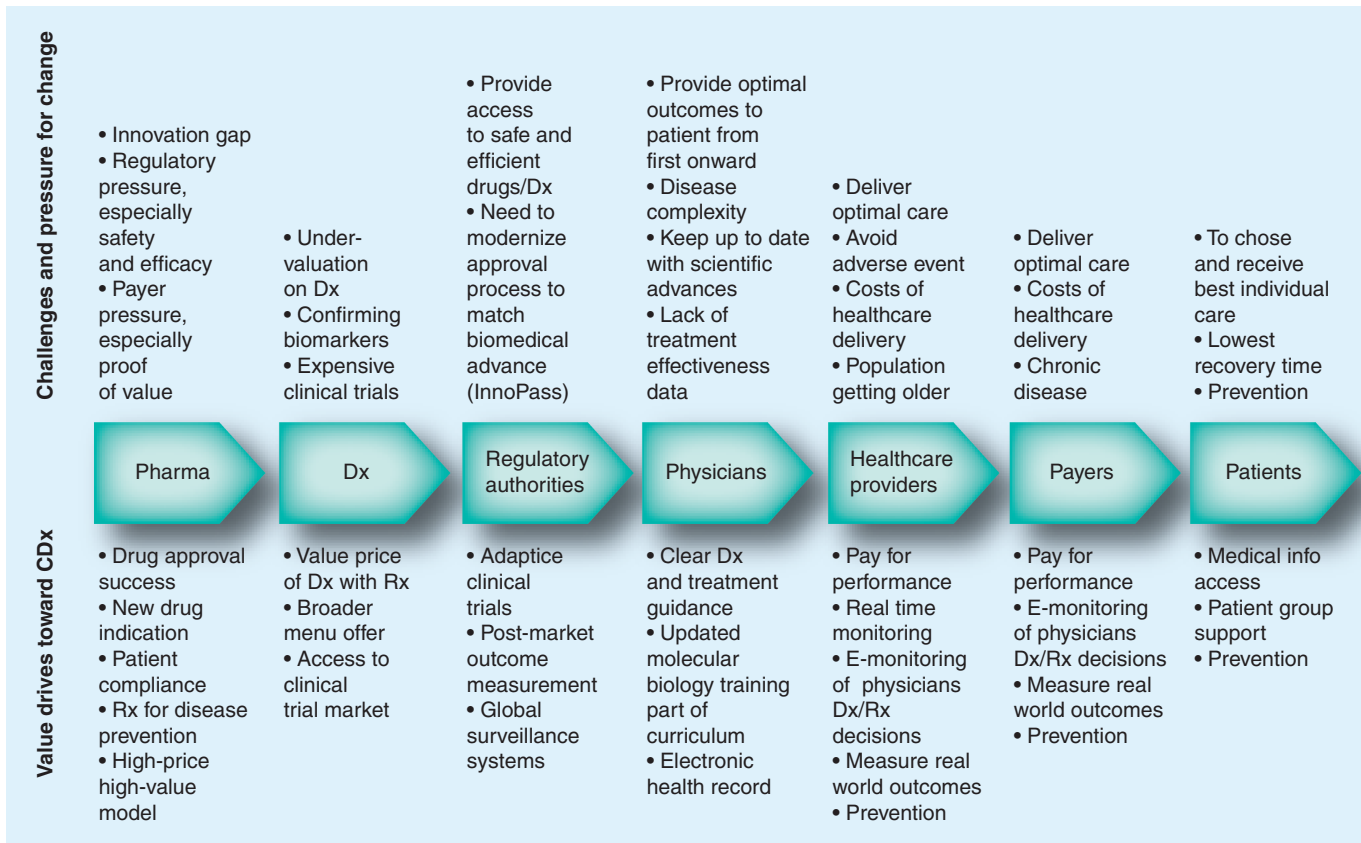 Challenges and pressure for change
• Innovation gap
• Regulatory
pressure,
especially
safety
and efficacy
• Payer
pressure,
especially
proof
of value
• Under-
valuation
on Dx
• Confirming
biomarkers
• Expensive
clinical trials
• Provide
access
to safe and
efficient
drugs/Dx
• Need to
modernize
approval
process to
match
biomedical
advance
(InnoPass)
• Provide optimal
outcomes to
patient from
first onward
• Disease
complexity
• Keep up to date
with scientific
advances
• Lack of
treatment
effectiveness
data
• Deliver
optimal care
• Avoid
adverse event
• Costs of
healthcare
delivery
• Population
getting older
• Deliver
optimal care
• Costs of
healthcare
delivery
• Chronic
disease
• To chose
and receive
best individual
care
• Lowest
recovery time
• Prevention
Pharma
Dx
Regulatory
authorities
Physicians
Healthcare
providers
Payers
Patients
Value drives toward CDx
• Drug approval
success
• New drug
indication
• Patient
compliance
• Rx for disease
prevention
• High-price
high-value
model
• Value price
of Dx with Rx
• Broader
menu offer
• Access to
clinical
trial market
• Adaptice
clinical
trials
• Post-market
outcome
measurement
• Global
surveillance
systems
• Clear Dx
and treatment
guidance
• Updated
molecular
biology training
part of
curriculum
• Electronic
health record
• Pay for
performance
• Real time
monitoring
• E-monitoring
of physicians
Dx/Rx
decisions
• Measure real
world outcomes
• Prevention
• Pay for
performance
• E-monitoring
of physicians
Dx/Rx decisions
• Measure real
world outcomes
• Prevention
• Medical info
access
• Patient group
support
• Prevention